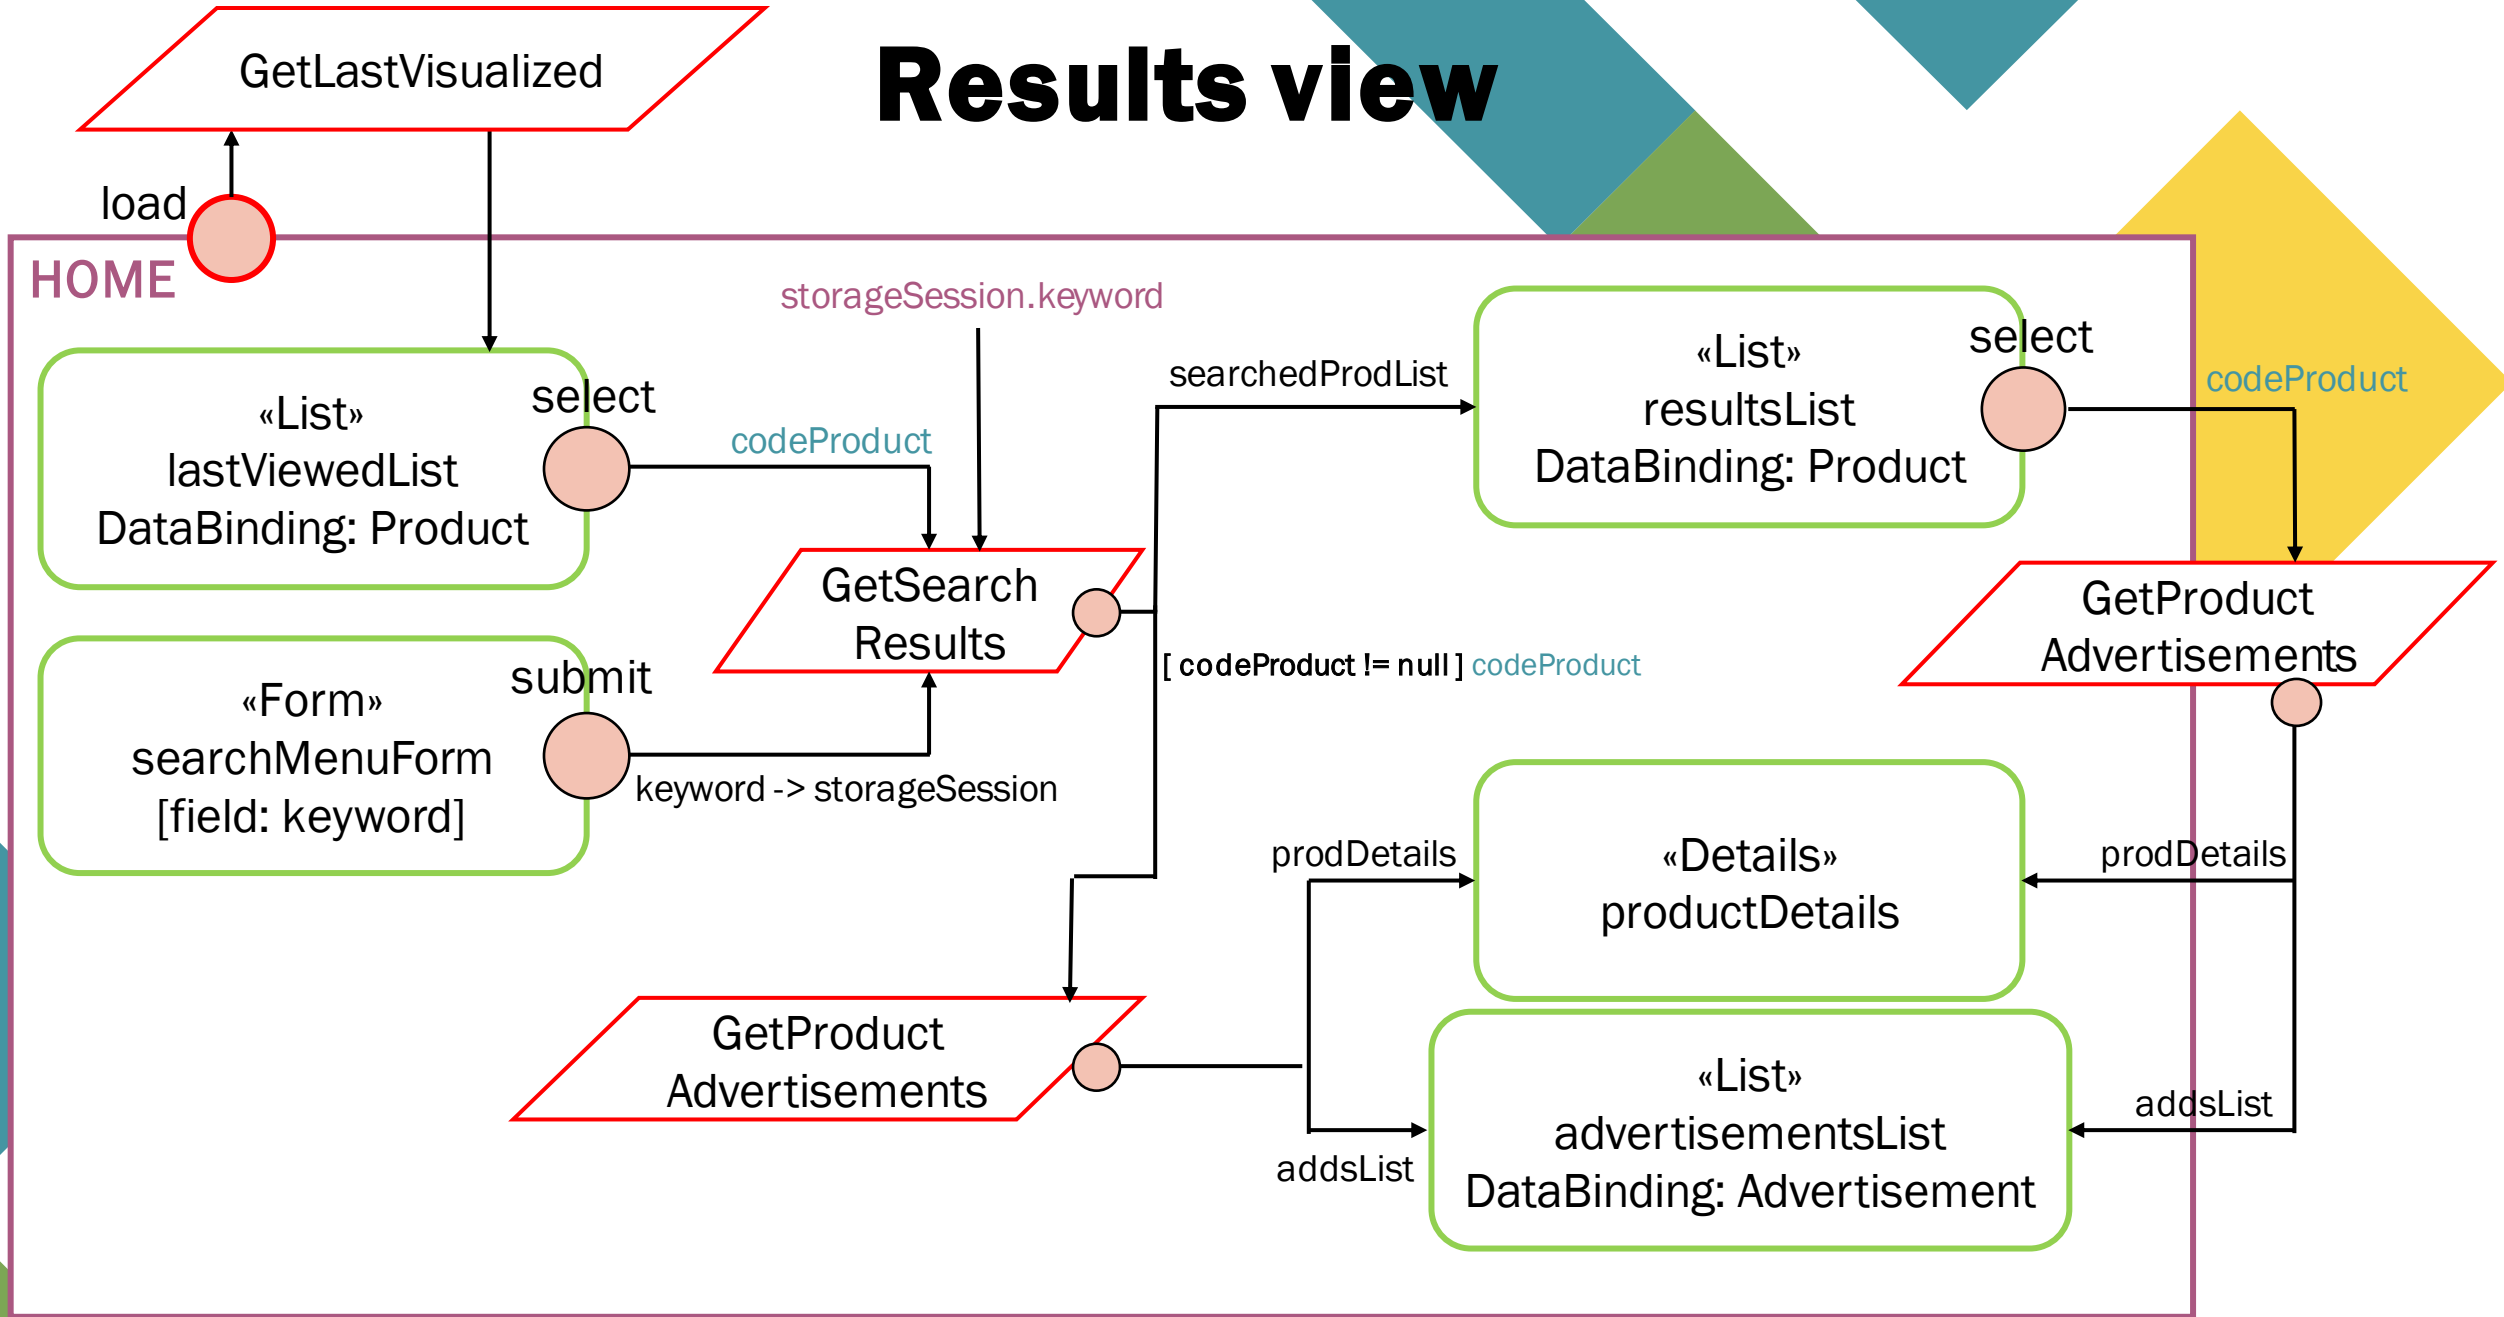 Results view
GetLastVisualized
load
HOME
storageSession.keyword
«List»
lastViewedList
DataBinding: Product
select
codeProduct
searchedProdList
«List»
resultsList
DataBinding: Product
select
codeProduct
GetSearch
Results
[ codeProduct != null ] codeProduct
GetProduct
Advertisements
«Form»
searchMenuForm
[field: keyword]
submit
keyword -> storageSession
prodDetails
«Details»
productDetails
prodDetails
GetProduct
Advertisements
addsList
«List»
advertisementsList
DataBinding: Advertisement
addsList